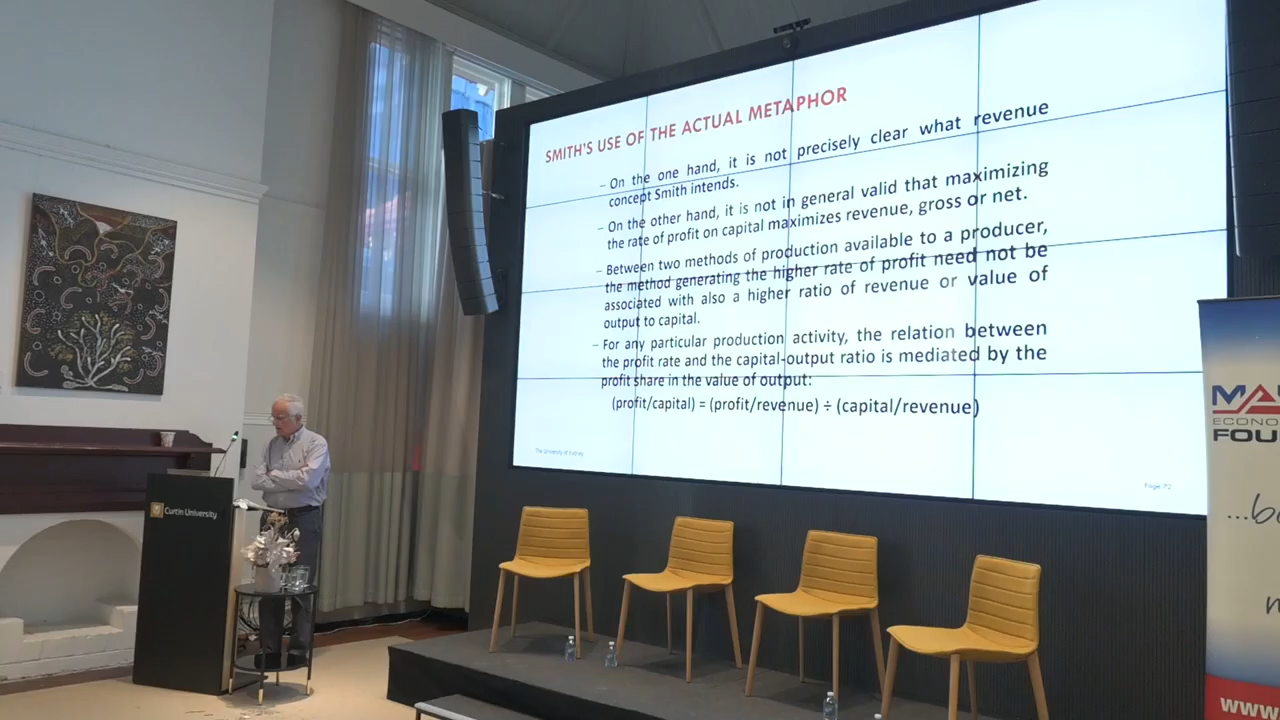 SMITH'S USE OF THE ACTUAL METAPHOR
– On the one hand, it is not precisely clear what revenue
concept Smith intends.
– On the other hand, it is not in general valid that maximizing
the rate of profit on capital maximizes revenue, gross or net.
– Between two methods of production available to a producer,
the method generating the higher rate of profit need not be
associated with also a higher ratio of revenue or value of
output to capital.
– For any particular production activity, the relation between
the profit rate and the capital-output ratio is mediated by the
profit share in the value of output:
(profit/capital) = (profit/revenue) ÷ (capital/revenue)
The University of Sydney
Page 72
Curtin University
ECONO
FOU
www.